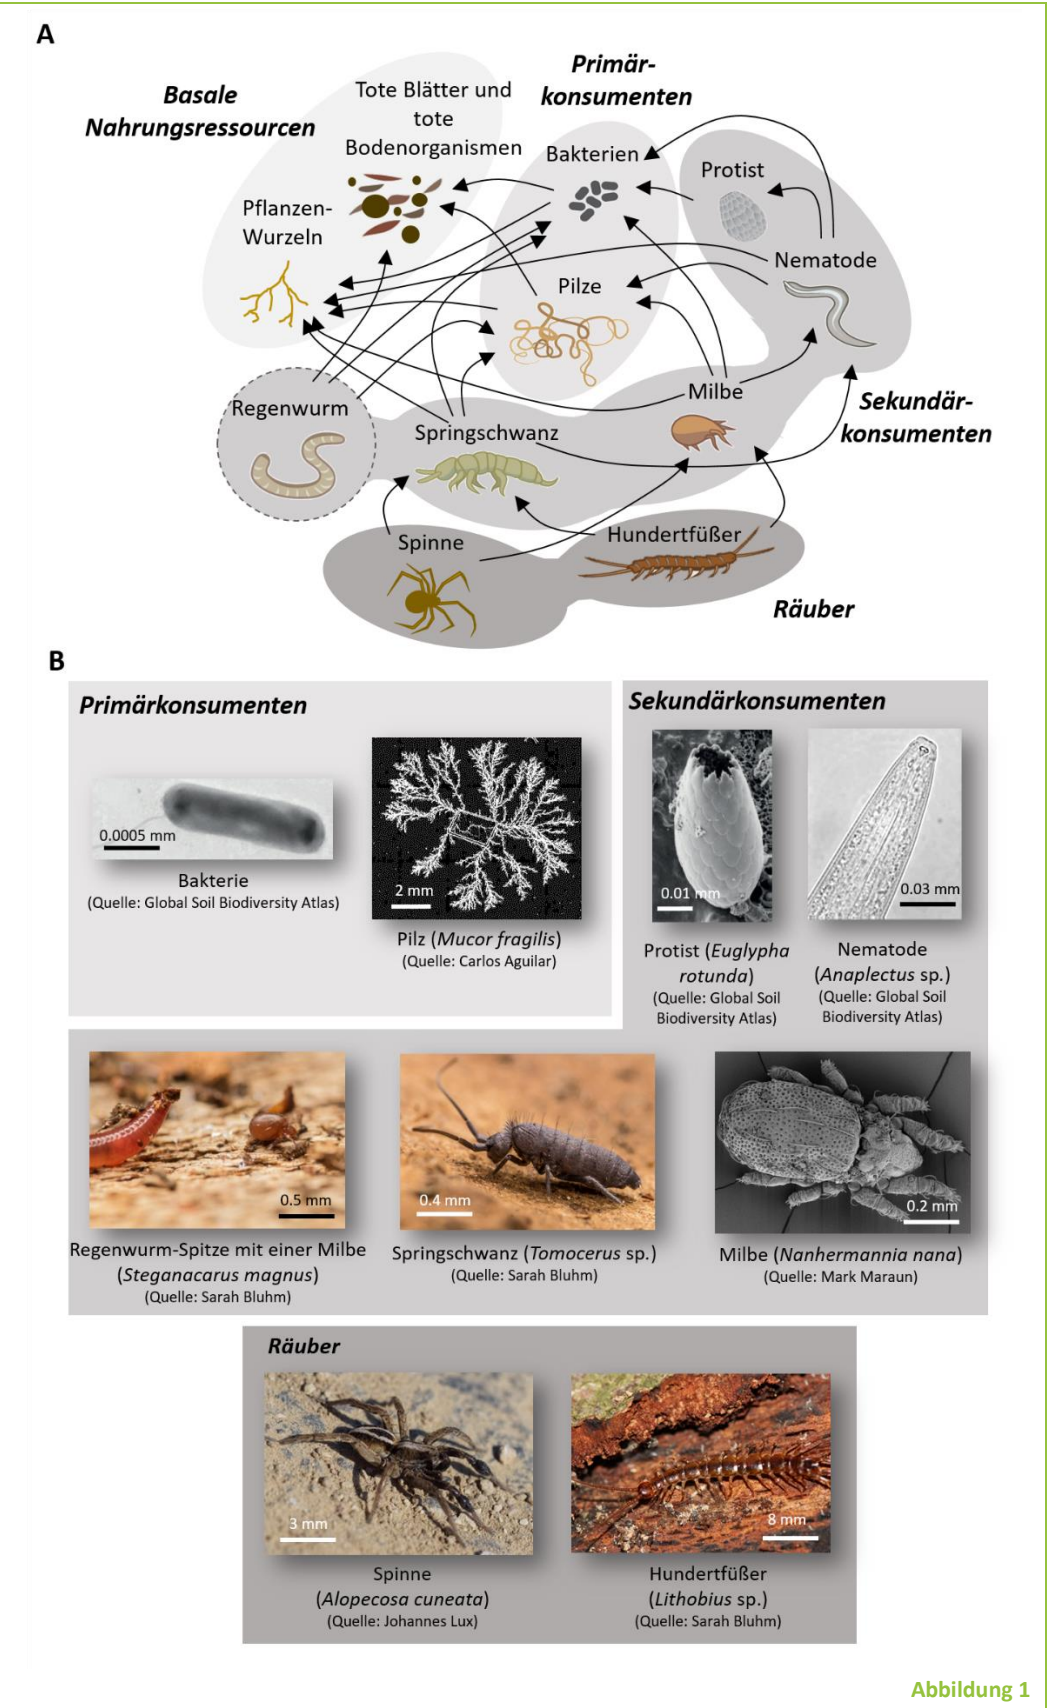 A
Basale
Nahrungsressourcen
Tote Blätter und
tote
Bodenorganismen
Primär-
konsumenten
Bakterien
Protist
Pflanzen-
Wurzeln
Nematode
Pilze
Milbe
Regenwurm
Springschwanz
Sekundär-
konsumenten
Spinne
Hundertfüßer
Räuber
B
Primärkonsumenten
0.0005 mm
Bakterie
(Quelle: Global Soil Biodiversity Atlas)
2 mm
Pilz (Mucor fragilis)
(Quelle: Carlos Aguilar)
Sekundärkonsumenten
0.01 mm
Protist (Euglypha
rotunda)
(Quelle: Global Soil
Biodiversity Atlas)
0.03 mm
Nematode
(Anaplectus sp.)
(Quelle: Global Soil
Biodiversity Atlas)
0.5 mm
Regenwurm-Spitze mit einer Milbe
(Steganacarus magnus)
(Quelle: Sarah Bluhm)
0.4 mm
Springschwanz (Tomocerus sp.)
(Quelle: Sarah Bluhm)
0.2 mm
Milbe (Nanhermannia nana)
(Quelle: Mark Maraun)
Räuber
3 mm
Spinne
(Alopecosa cuneata)
(Quelle: Johannes Lux)
8 mm
Hundertfüßer
(Lithobius sp.)
(Quelle: Sarah Bluhm)
Abbildung 1